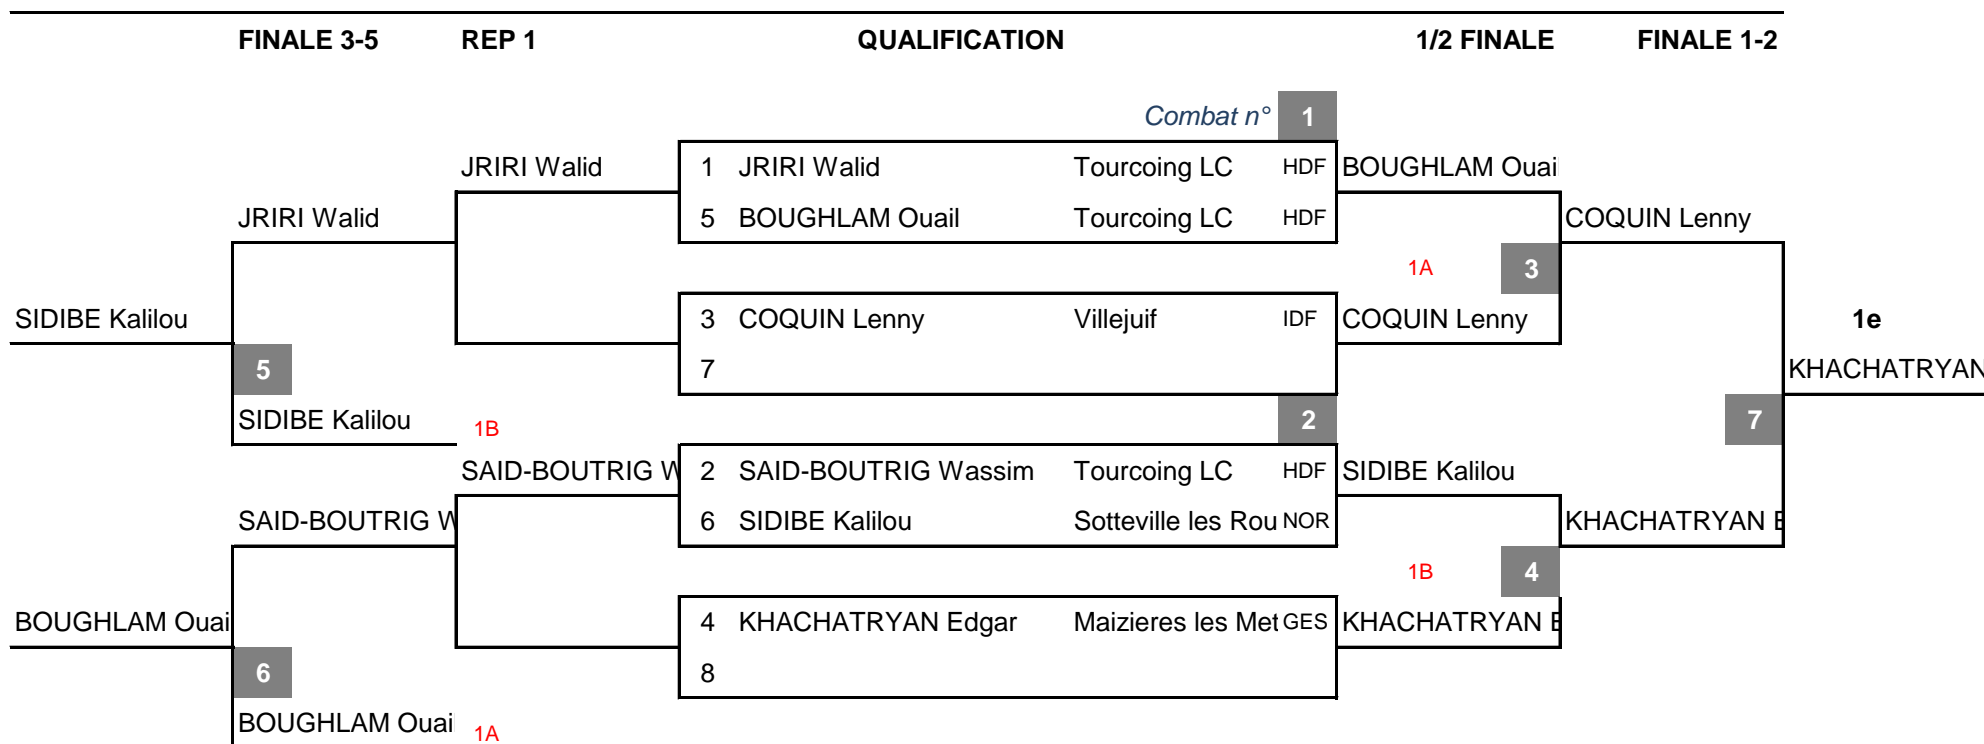 FINALE 3-5 REP 1 QUALIFICATION 1/2 FINALE FINALE 1-2
Combat n° 1
JRIRI Walid 1 JRIRI Walid Tourcoing LC HDF BOUGHLAM Ouai
JRIRI Walid 5 BOUGHLAM Ouail Tourcoing LC HDF COQUIN Lenny
1A 3
SIDIBE Kalilou 3 COQUIN Lenny Villejuif IDF COQUIN Lenny 1e
5 7 KHACHATRYAN
SIDIBE Kalilou 1B 2 7
SAID-BOUTRIG W 2 SAID-BOUTRIG Wassim Tourcoing LC HDF SIDIBE Kalilou
SAID-BOUTRIG W 6 SIDIBE Kalilou Sotteville les Rou NOR KHACHATRYAN E
1B 4
BOUGHLAM Ouai 4 KHACHATRYAN Edgar Maizieres les Met GES KHACHATRYAN E
6 8
BOUGHLAM Ouai 1A